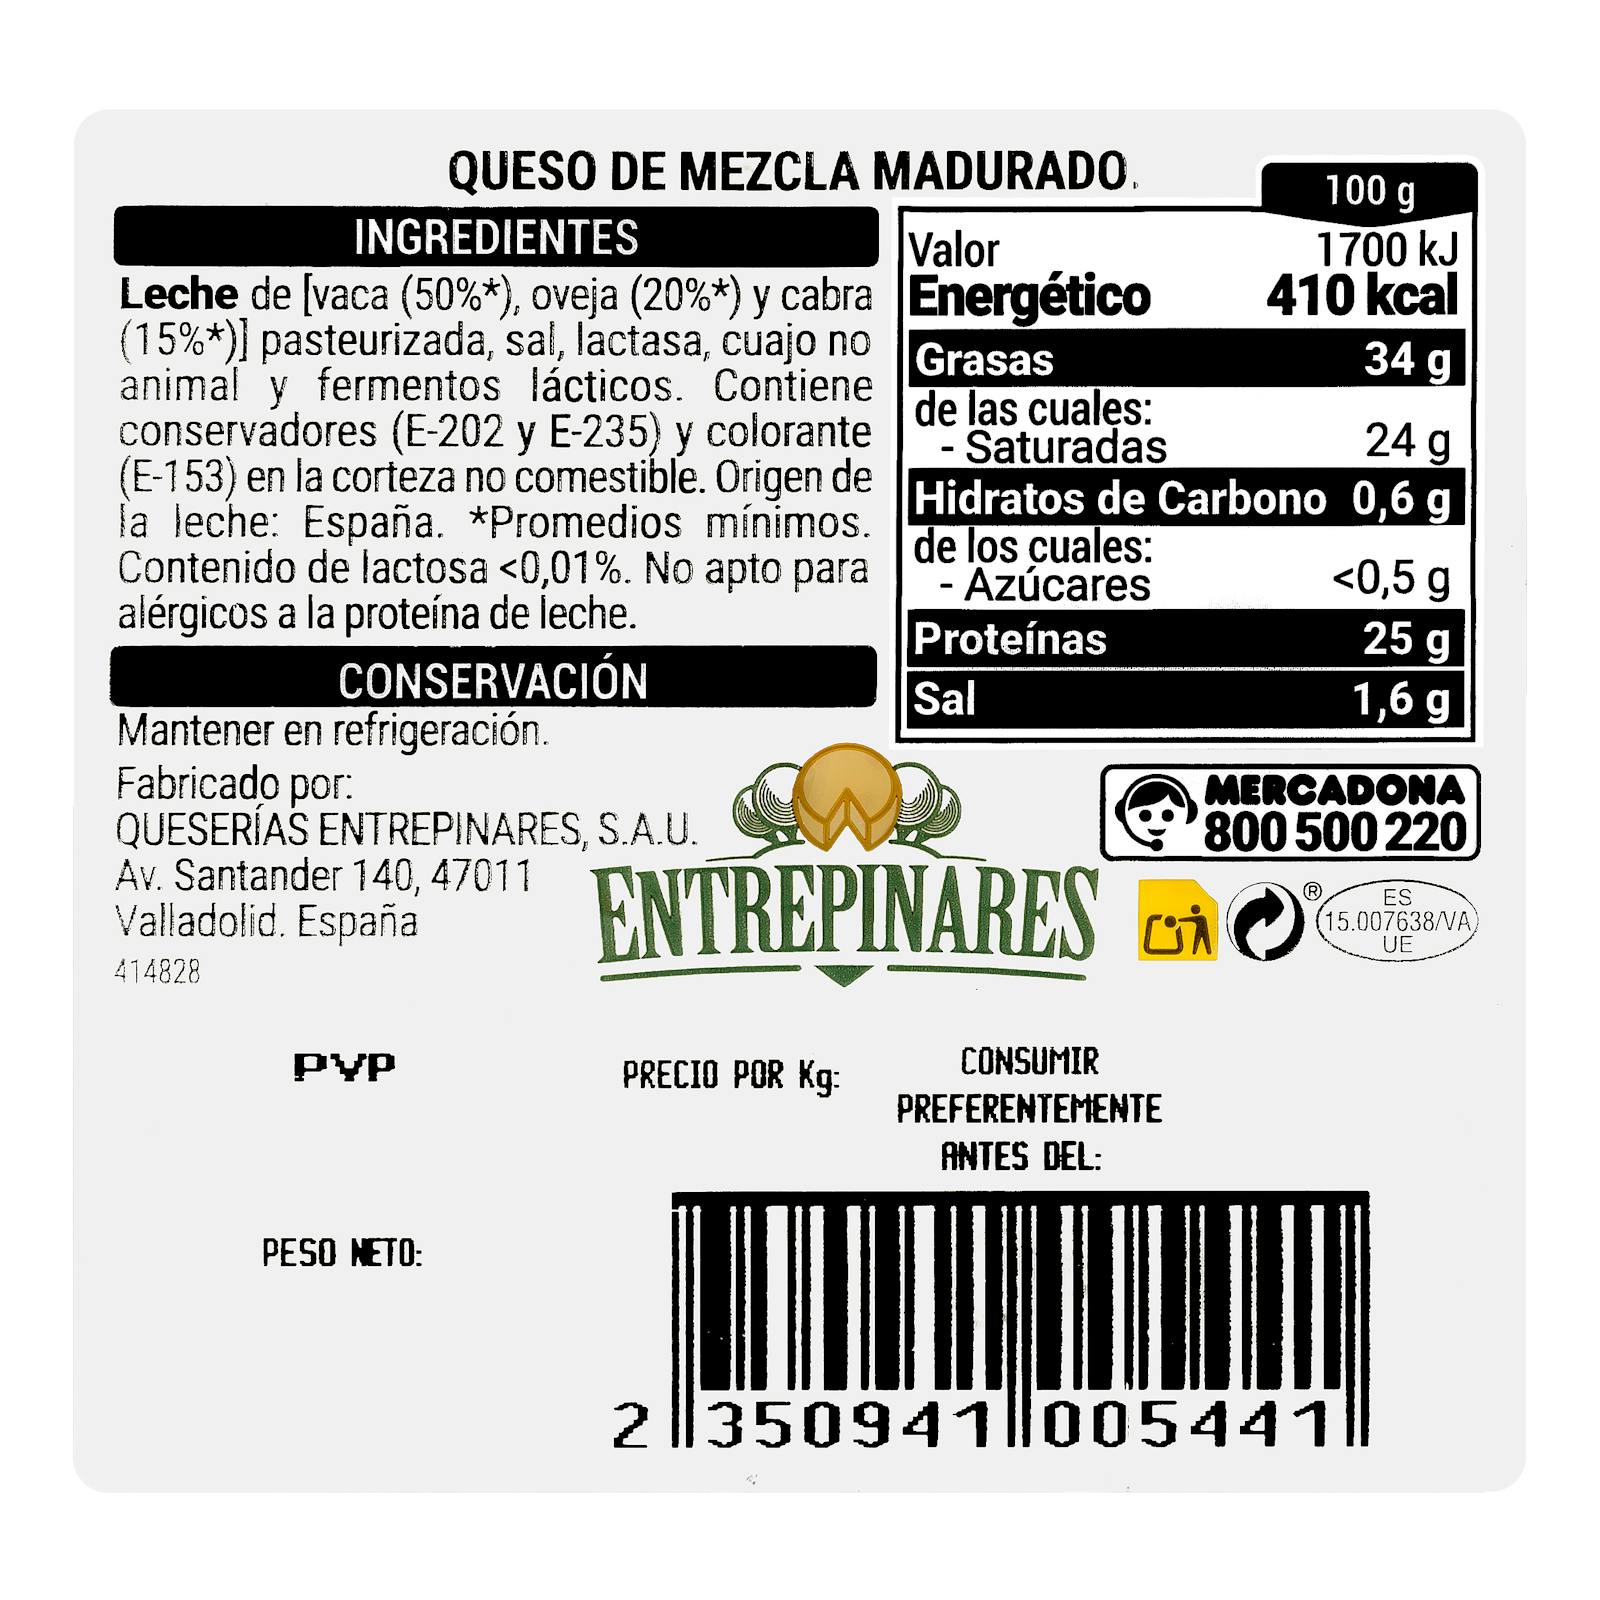 QUESO DE MEZCLA MADURADO.
INGREDIENTES
Leche de [vaca (50%*), oveja (20%*) y cabra
(15%*)] pasteurizada, sal, lactasa, cuajo no
animal y fermentos lácticos. Contiene
conservadores (E-202 y E-235) y colorante
(E-153) en la corteza no comestible. Origen de
la leche: España. *Promedios mínimos.
Contenido de lactosa <0,01%. No apto para
alérgicos a la proteína de leche.
CONSERVACIÓN
Mantener en refrigeración.
Fabricado por:
QUESERÍAS ENTREPINARES, S.A.U.
Av. Santander 140, 47011
Valladolid. España
414828
100 g
Valor 1700 kJ
Energético 410 kcal
Grasas 34 g
de las cuales:
- Saturadas 24 g
Hidratos de Carbono 0,6 g
de los cuales:
- Azúcares <0,5 g
Proteínas 25 g
Sal 1,6 g
ENTREPINARES
MERCADONA
800 500 220
®
ES
15.007638/VA
UE
PVP
PRECIO POR Kg:
CONSUMIR
PREFERENTEMENTE
ANTES DEL:
PESO NETO:
2 350941 005441